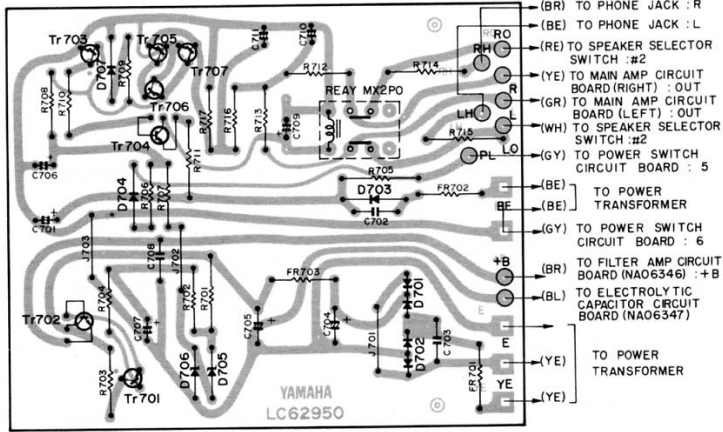 (BR) TO PHONE JACK : R
(BE) TO PHONE JACK : L
(RE) TO SPEAKER SELECTOR
SWITCH :#2
(YE) TO MAIN AMP CIRCUIT
BOARD(RIGHT) : OUT
(GR) TO MAIN AMP CIRCUIT
BOARD (LEFT) : OUT
(WH) TO SPEAKER SELECTOR
SWITCH :#2
(GY) TO POWER SWITCH
CIRCUIT BOARD : 5
(BE)
TO POWER
TRANSFORMER
(BE)
(GY) TO POWER SWITCH
CIRCUIT BOARD : 6
(BR) TO FILTER AMP CIRCUIT
BOARD (NA06346) : +B
(BL) TO ELECTROLYTIC
CAPACITOR CIRCUIT
BOARD (NA06347)
(YE)
TO POWER
TRANSFORMER
(YE)
Tr703
Tr705
Tr707
D707
R709
C711
C710
RO
RH
R712
R714
R708
R710
Tr706
REAY MX2PO
R
Tr704
R717
R716
R713
C709
LH
L
R715
LO
R711
PL
C706
D704
R706
R707
R705
D703
FR702
C702
BE
C701
J703
C708
J702
+B
FR703
R704
R702
R701
D701
E
Tr702
C707
C705
C704
J701
D702
C703
E
R703
D706
D705
FR701
Tr701
YE
YAMAHA
LC62950